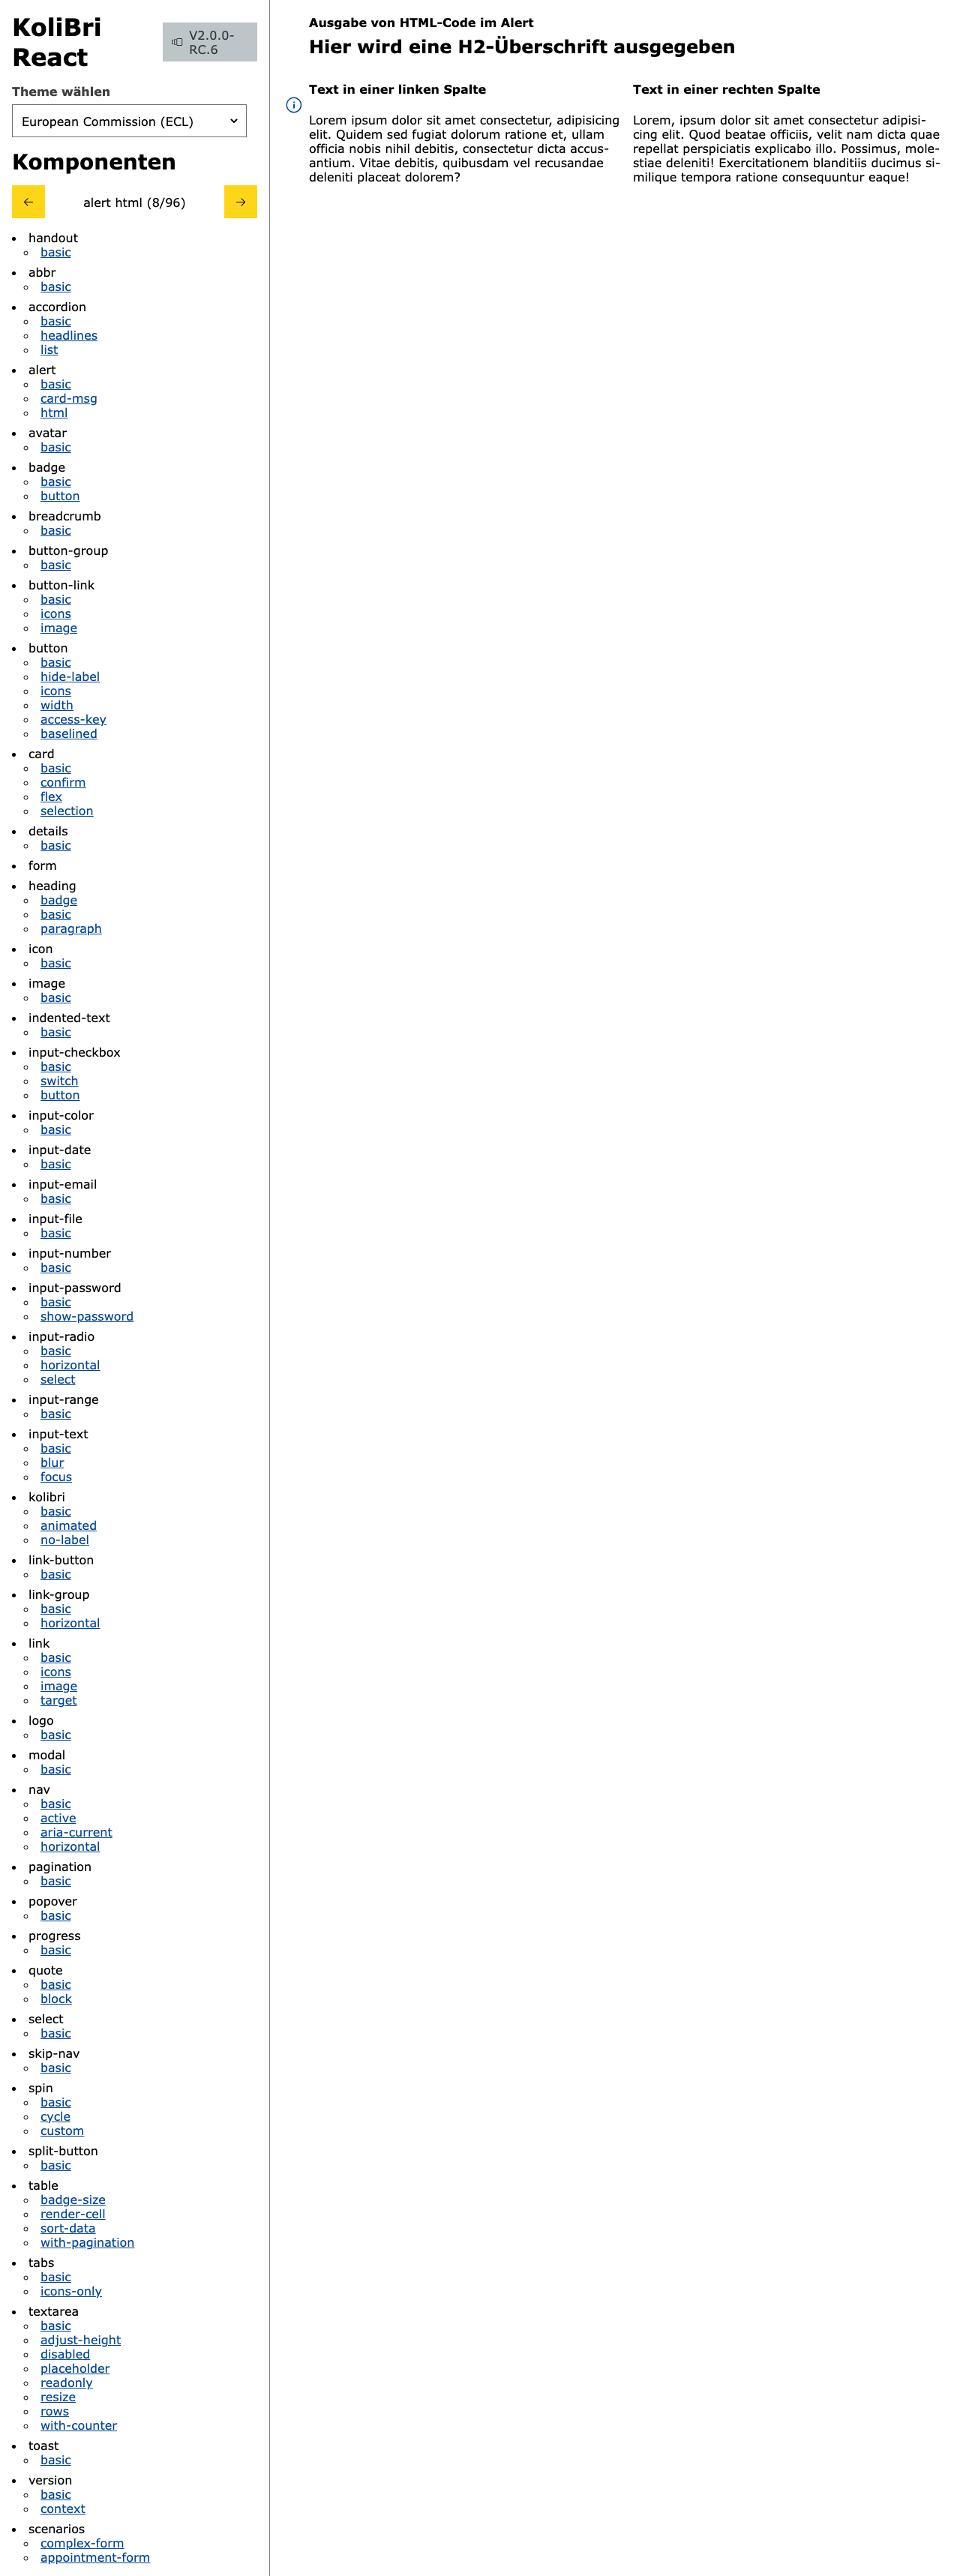 KoliBri
React
V2.0.0-
RC.6
Theme wählen
European Commission (ECL)
Komponenten
alert html (8/96)
handout
basic
abbr
basic
accordion
basic
headlines
list
alert
basic
card-msg
html
avatar
basic
badge
basic
button
breadcrumb
basic
button-group
basic
button-link
basic
icons
image
button
basic
hide-label
icons
width
access-key
baselined
card
basic
confirm
flex
selection
details
basic
form
heading
badge
basic
paragraph
icon
basic
image
basic
indented-text
basic
input-checkbox
basic
switch
button
input-color
basic
input-date
basic
input-email
basic
input-file
basic
input-number
basic
input-password
basic
show-password
input-radio
basic
horizontal
select
input-range
basic
input-text
basic
blur
focus
kolibri
basic
animated
no-label
link-button
basic
link-group
basic
horizontal
link
basic
icons
image
target
logo
basic
modal
basic
nav
basic
active
aria-current
horizontal
pagination
basic
popover
basic
progress
basic
quote
basic
block
select
basic
skip-nav
basic
spin
basic
cycle
custom
split-button
basic
table
badge-size
render-cell
sort-data
with-pagination
tabs
basic
icons-only
textarea
basic
adjust-height
disabled
placeholder
readonly
resize
rows
with-counter
toast
basic
version
basic
context
scenarios
complex-form
appointment-form
Ausgabe von HTML-Code im Alert
Hier wird eine H2-Überschrift ausgegeben
Text in einer linken Spalte
Lorem ipsum dolor sit amet consectetur, adipisicing
elit. Quidem sed fugiat dolorum ratione et, ullam
officia nobis nihil debitis, consectetur dicta accus-
antium. Vitae debitis, quibusdam vel recusandae
deleniti placeat dolorem?
Text in einer rechten Spalte
Lorem, ipsum dolor sit amet consectetur adipisi-
cing elit. Quod beatae officiis, velit nam dicta quae
repellat perspiciatis explicabo illo. Possimus, mole-
stiae deleniti! Exercitationem blanditiis ducimus si-
milique tempora ratione consequuntur eaque!